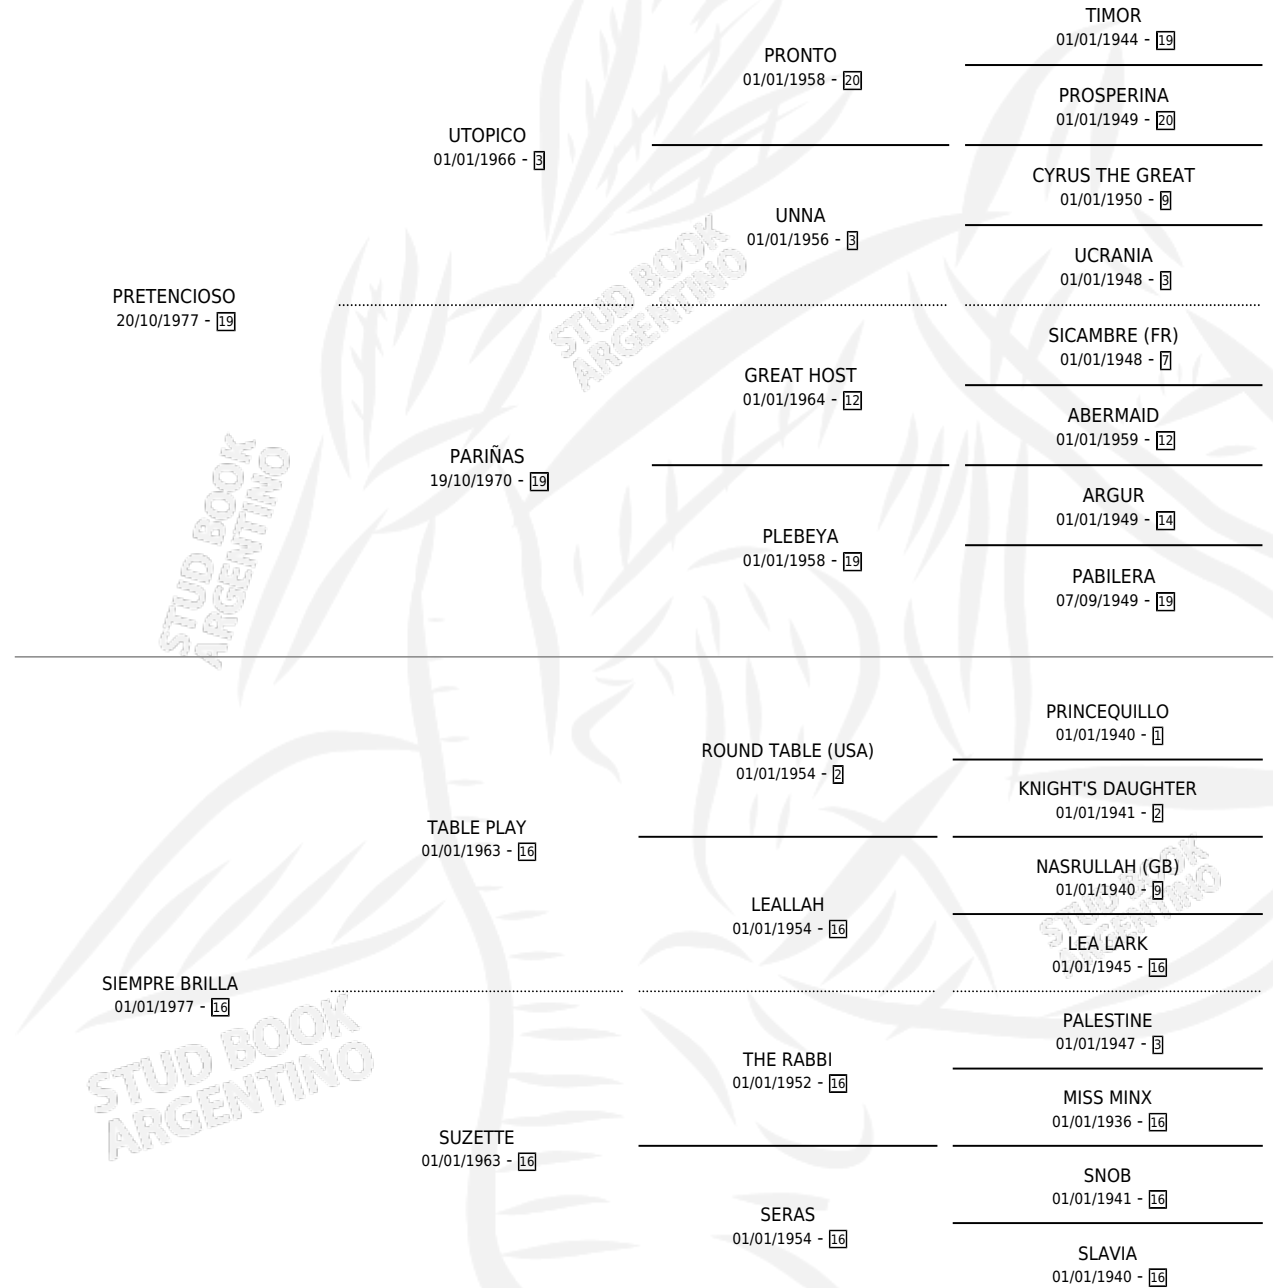 TIMOR
01/01/1944 - 19
PRONTO
01/01/1958 - 20
PROSPERINA
01/01/1949 - 20
UTOPICO
01/01/1966 - 3
CYRUS THE GREAT
01/01/1950 - 9
UNNA
01/01/1956 - 3
UCRANIA
01/01/1948 - 3
PRETENCIOSO
20/10/1977 - 19
SICAMBRE (FR)
01/01/1948 - 7
GREAT HOST
01/01/1964 - 12
ABERMAID
01/01/1959 - 12
PARIÑAS
19/10/1970 - 19
ARGUR
01/01/1949 - 14
PLEBEYA
01/01/1958 - 19
PABILERA
07/09/1949 - 19
PRINCEQUILLO
01/01/1940 - 1
ROUND TABLE (USA)
01/01/1954 - 2
KNIGHT'S DAUGHTER
01/01/1941 - 2
TABLE PLAY
01/01/1963 - 16
NASRULLAH (GB)
01/01/1940 - 9
LEALLAH
01/01/1954 - 16
LEA LARK
01/01/1945 - 16
SIEMPRE BRILLA
01/01/1977 - 16
PALESTINE
01/01/1947 - 3
THE RABBI
01/01/1952 - 16
MISS MINX
01/01/1936 - 16
SUZETTE
01/01/1963 - 16
SNOB
01/01/1941 - 16
SERAS
01/01/1954 - 16
SLAVIA
01/01/1940 - 16
STUD BOOK
ARGENTINO
STUD BOOK
ARGENTINO
STUD BOOK
ARGENTINO
STUD BOOK
ARGENTINO